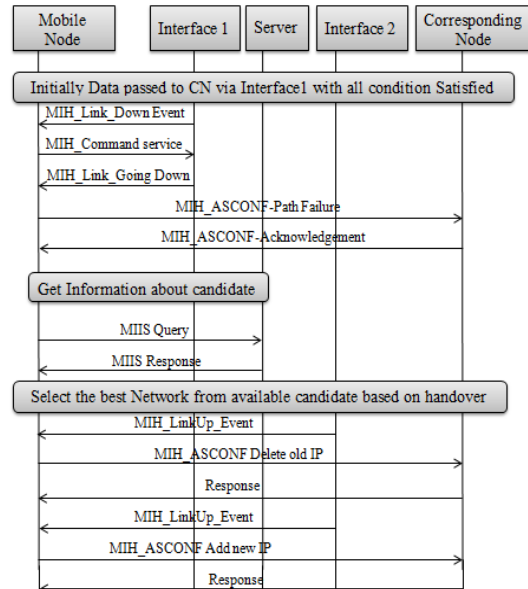 Mobile
Node
Interface 1
Server
Interface 2
Corresponding
Node
Initially Data passed to CN via Interface1 with all condition Satisfied
MIH_Link_Down Event
MIH_Command service
MIH_Link_Going Down
MIH_ASCONF-Path Failure
MIH_ASCONF-Acknowledgement
Get Information about candidate
MIIS Query
MIIS Response
Select the best Network from available candidate based on handover
MIH_LinkUp_Event
MIH_ASCONF Delete old IP
Response
MIH_LinkUp_Event
MIH_ASCONF Add new IP
Response